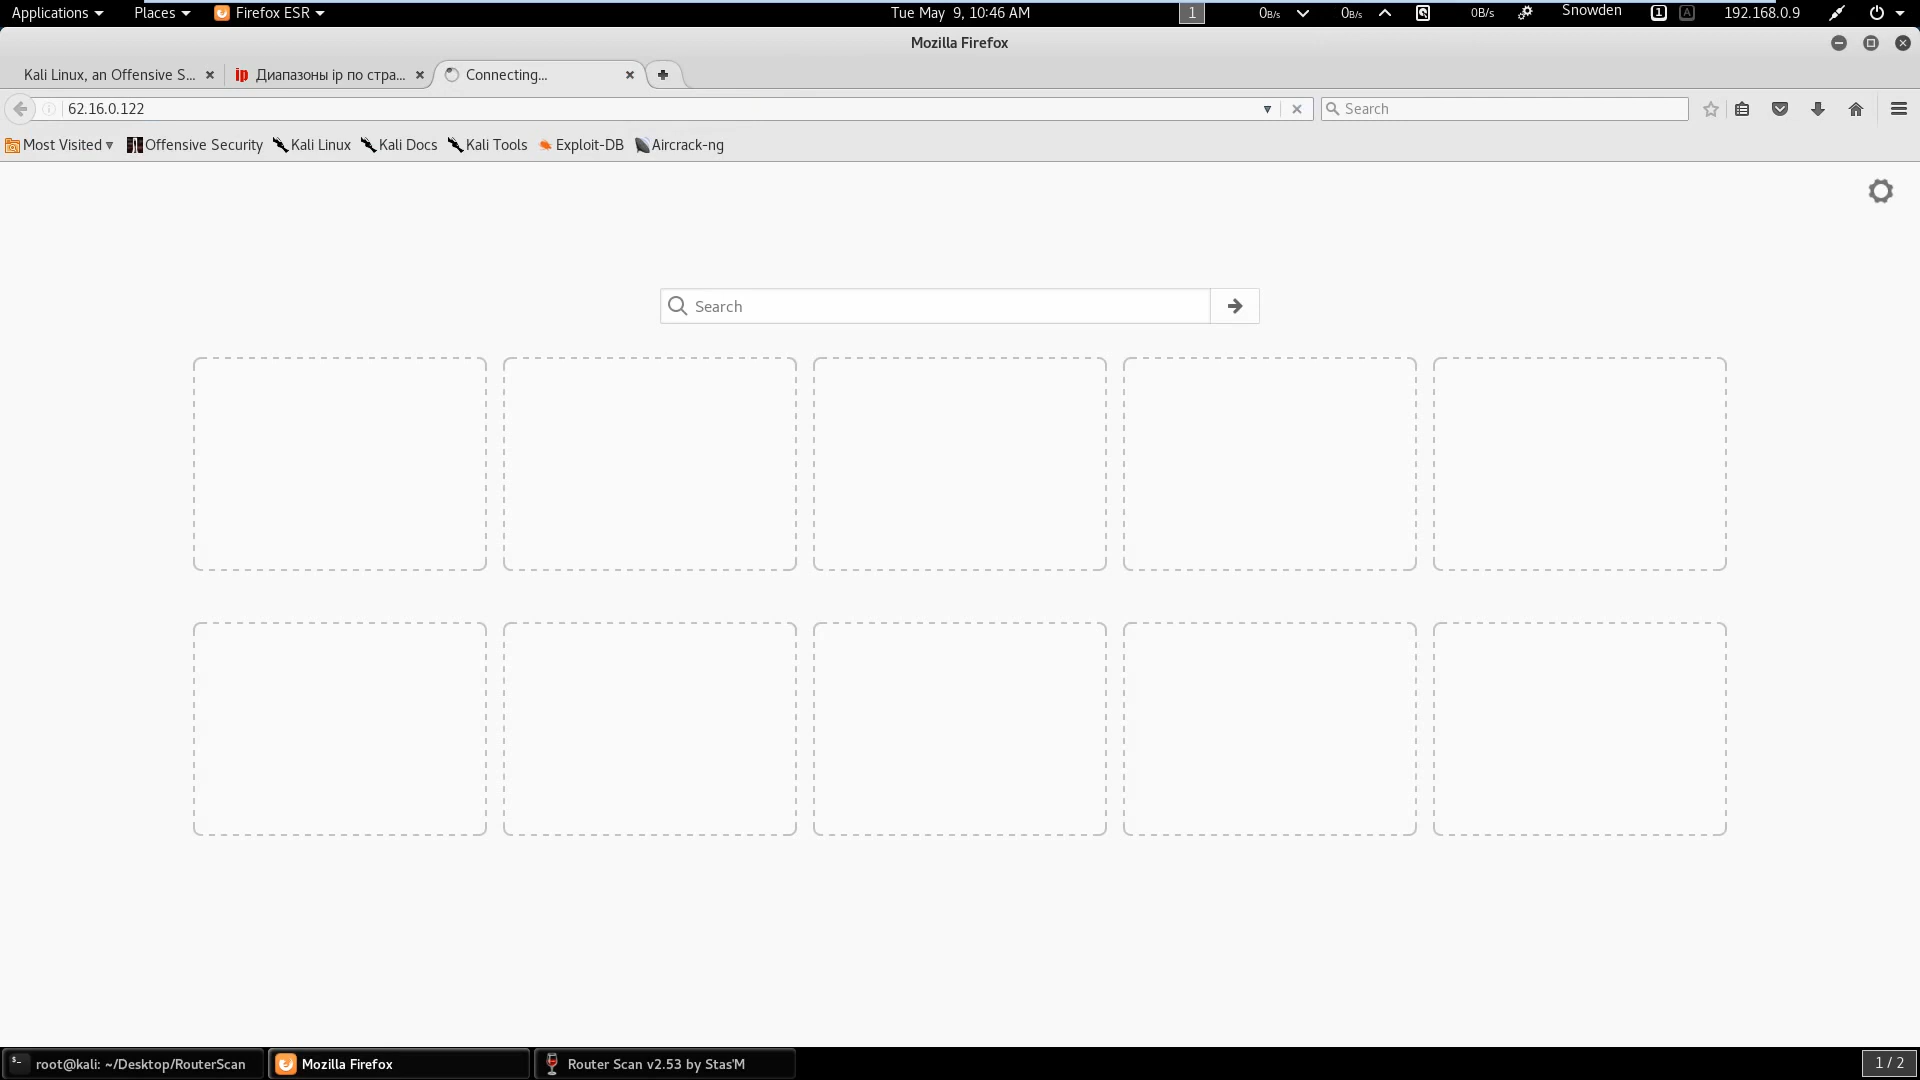 Applications Places Firefox ESR Tue May 9, 10:46 AM 1 0B/s 0B/s 0B/s Snowden 1 A 192.168.0.9
Mozilla Firefox
Kali Linux, an Offensive S... Диапазоны ip по стра... Connecting...
62.16.0.122 Search
Most Visited Offensive Security Kali Linux Kali Docs Kali Tools Exploit-DB Aircrack-ng
Search
root@kali: ~/Desktop/RouterScan Mozilla Firefox Router Scan v2.53 by Stas'M 1 / 2